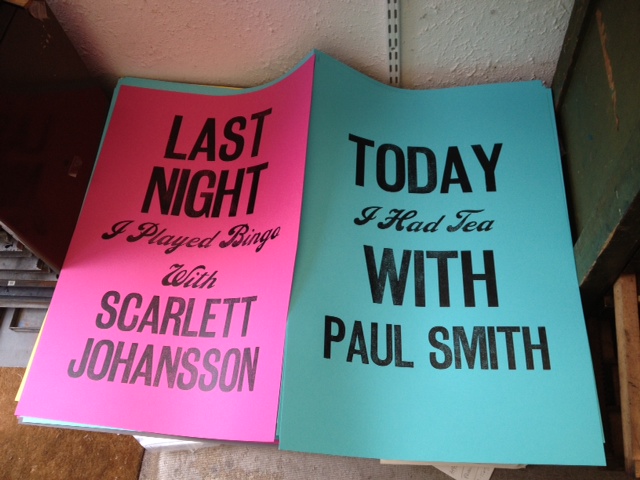 LAST
NIGHT
I Played Bingo
With
SCARLETT
JOHANSSON
TODAY
I Had Tea
WITH
PAUL SMITH